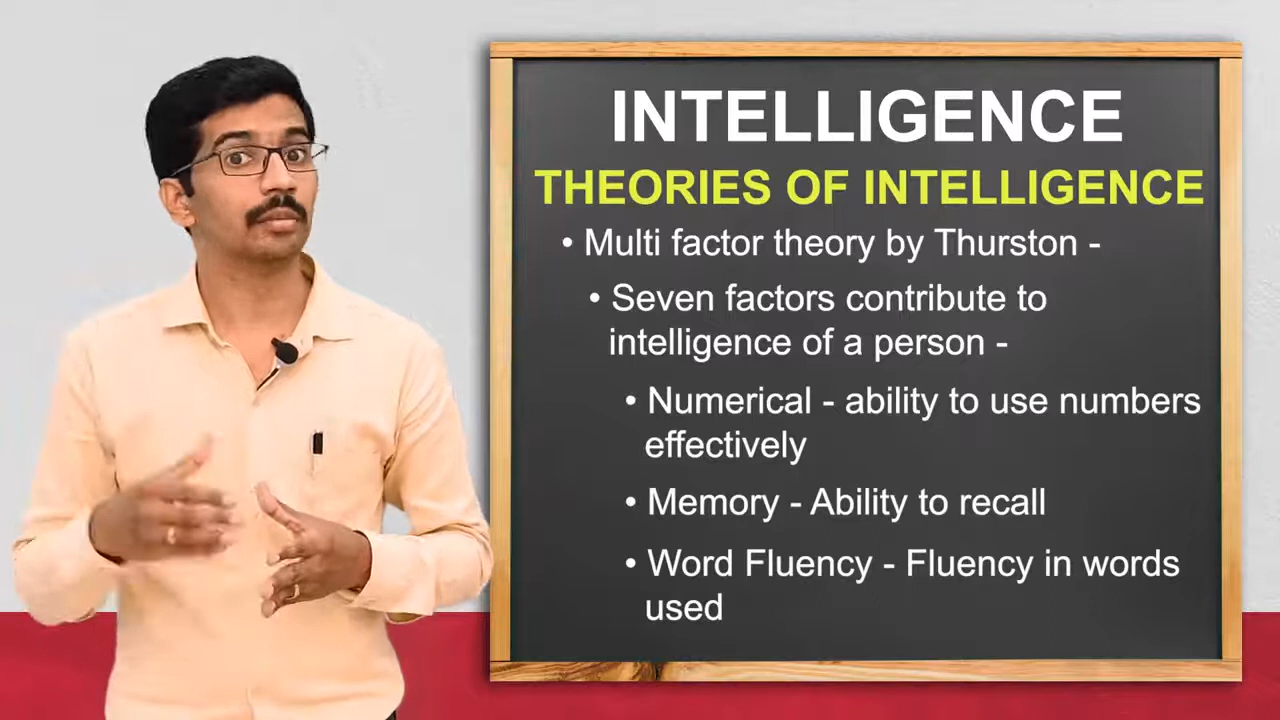 INTELLIGENCE
THEORIES OF INTELLIGENCE
• Multi factor theory by Thurston -
• Seven factors contribute to
intelligence of a person -
• Numerical - ability to use numbers
effectively
• Memory - Ability to recall
• Word Fluency - Fluency in words
used